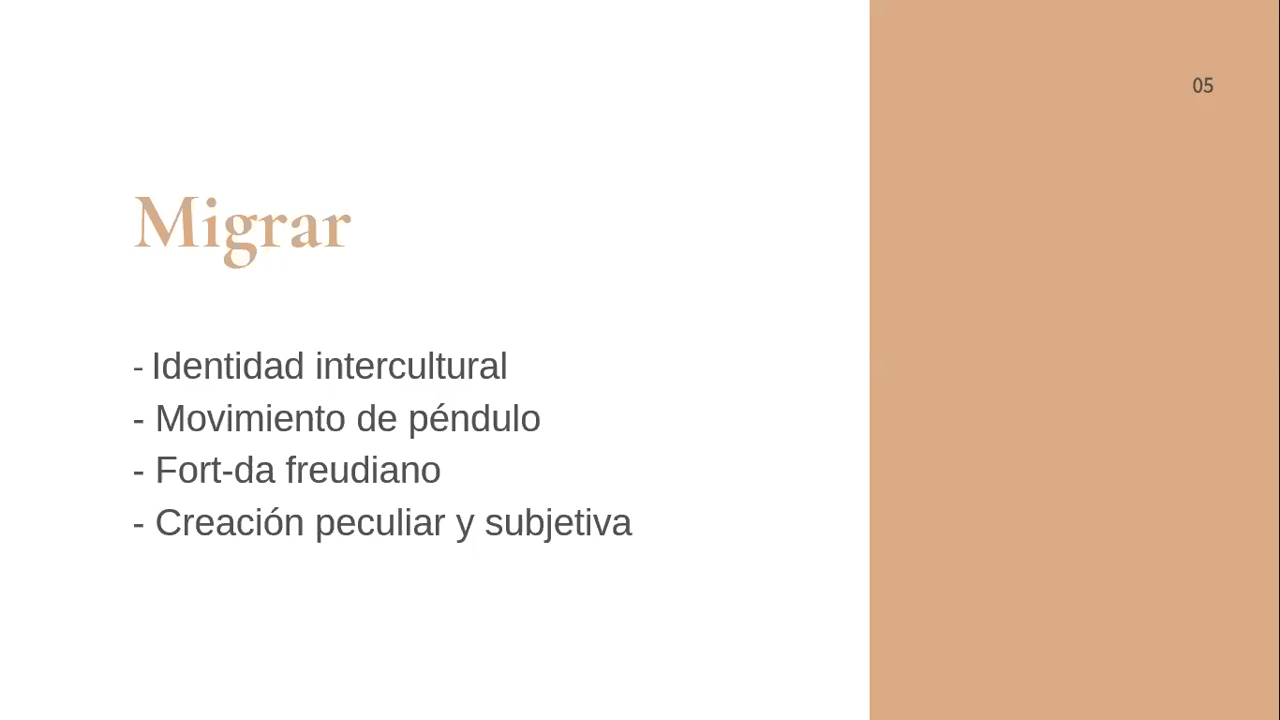 05
Migrar
- Identidad intercultural
- Movimiento de péndulo
- Fort-da freudiano
- Creación peculiar y subjetiva